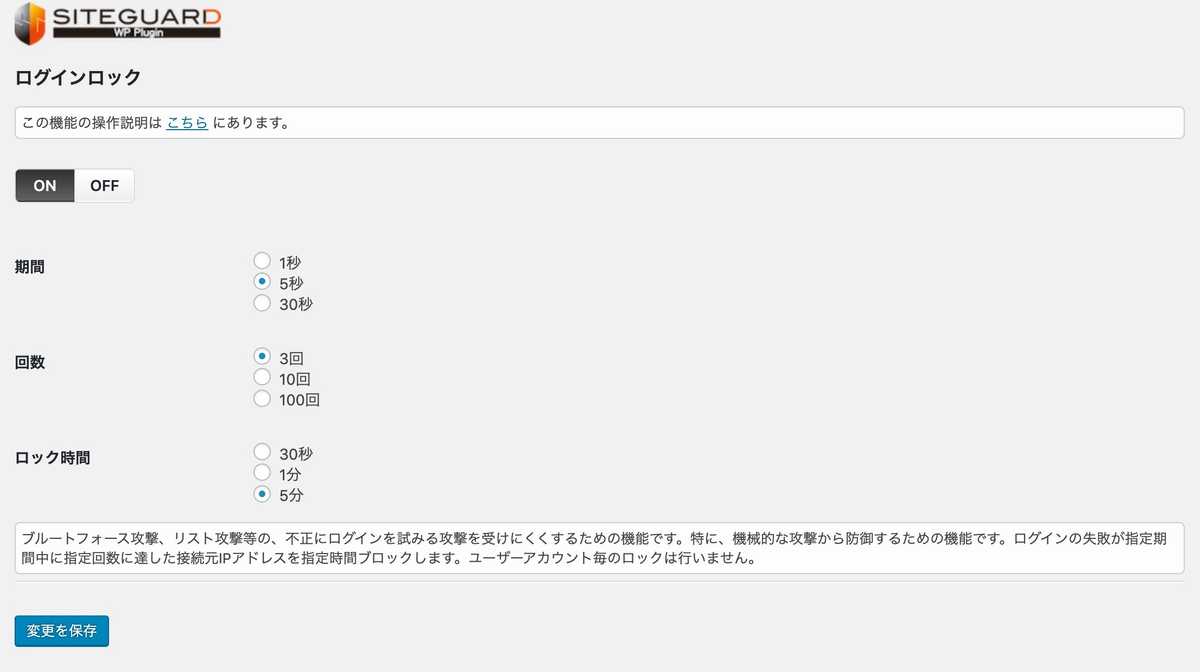 SITEGUARD
WP Plugin
ログインロック
この機能の操作説明は こちら にあります。
ON OFF
期間
1秒
5秒
30秒
回数
3回
10回
100回
ロック時間
30秒
1分
5分
ブルートフォース攻撃、リスト攻撃等の、不正にログインを試みる攻撃を受けにくくするための機能です。特に、機械的な攻撃から防御するための機能です。ログインの失敗が指定期
間中に指定回数に達した接続元IPアドレスを指定時間ブロックします。ユーザーアカウント毎のロックは行いません。
変更を保存